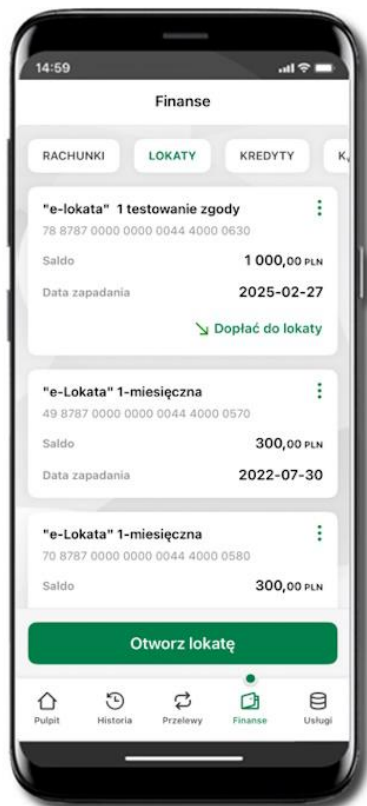 14:59
Finanse
RACHUNKI LOKATY KREDYTY
"e-lokata" 1 testowanie zgody
78 8787 0000 0000 0044 4000 0630
Saldo 1 000,00 PLN
Data zapadania 2025-02-27
Dopłać do lokaty
"e-Lokata" 1-miesięczna
49 8787 0000 0000 0044 4000 0570
Saldo 300,00 PLN
Data zapadania 2022-07-30
"e-Lokata" 1-miesięczna
70 8787 0000 0000 0044 4000 0580
Saldo 300,00 PLN
Otworz lokatę
Pulpit Historia Przelewy Finanse Usługi